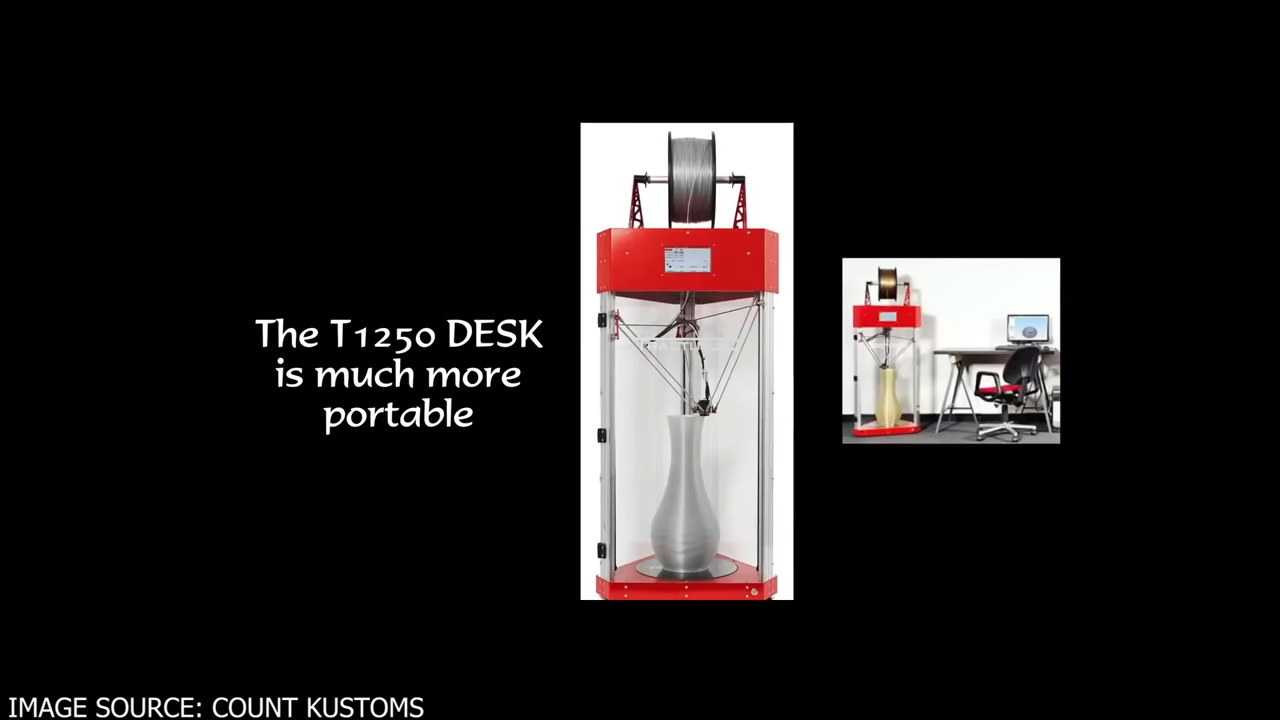 The T1250 DESK
is much more
portable
IMAGE SOURCE: COUNT KUSTOMS